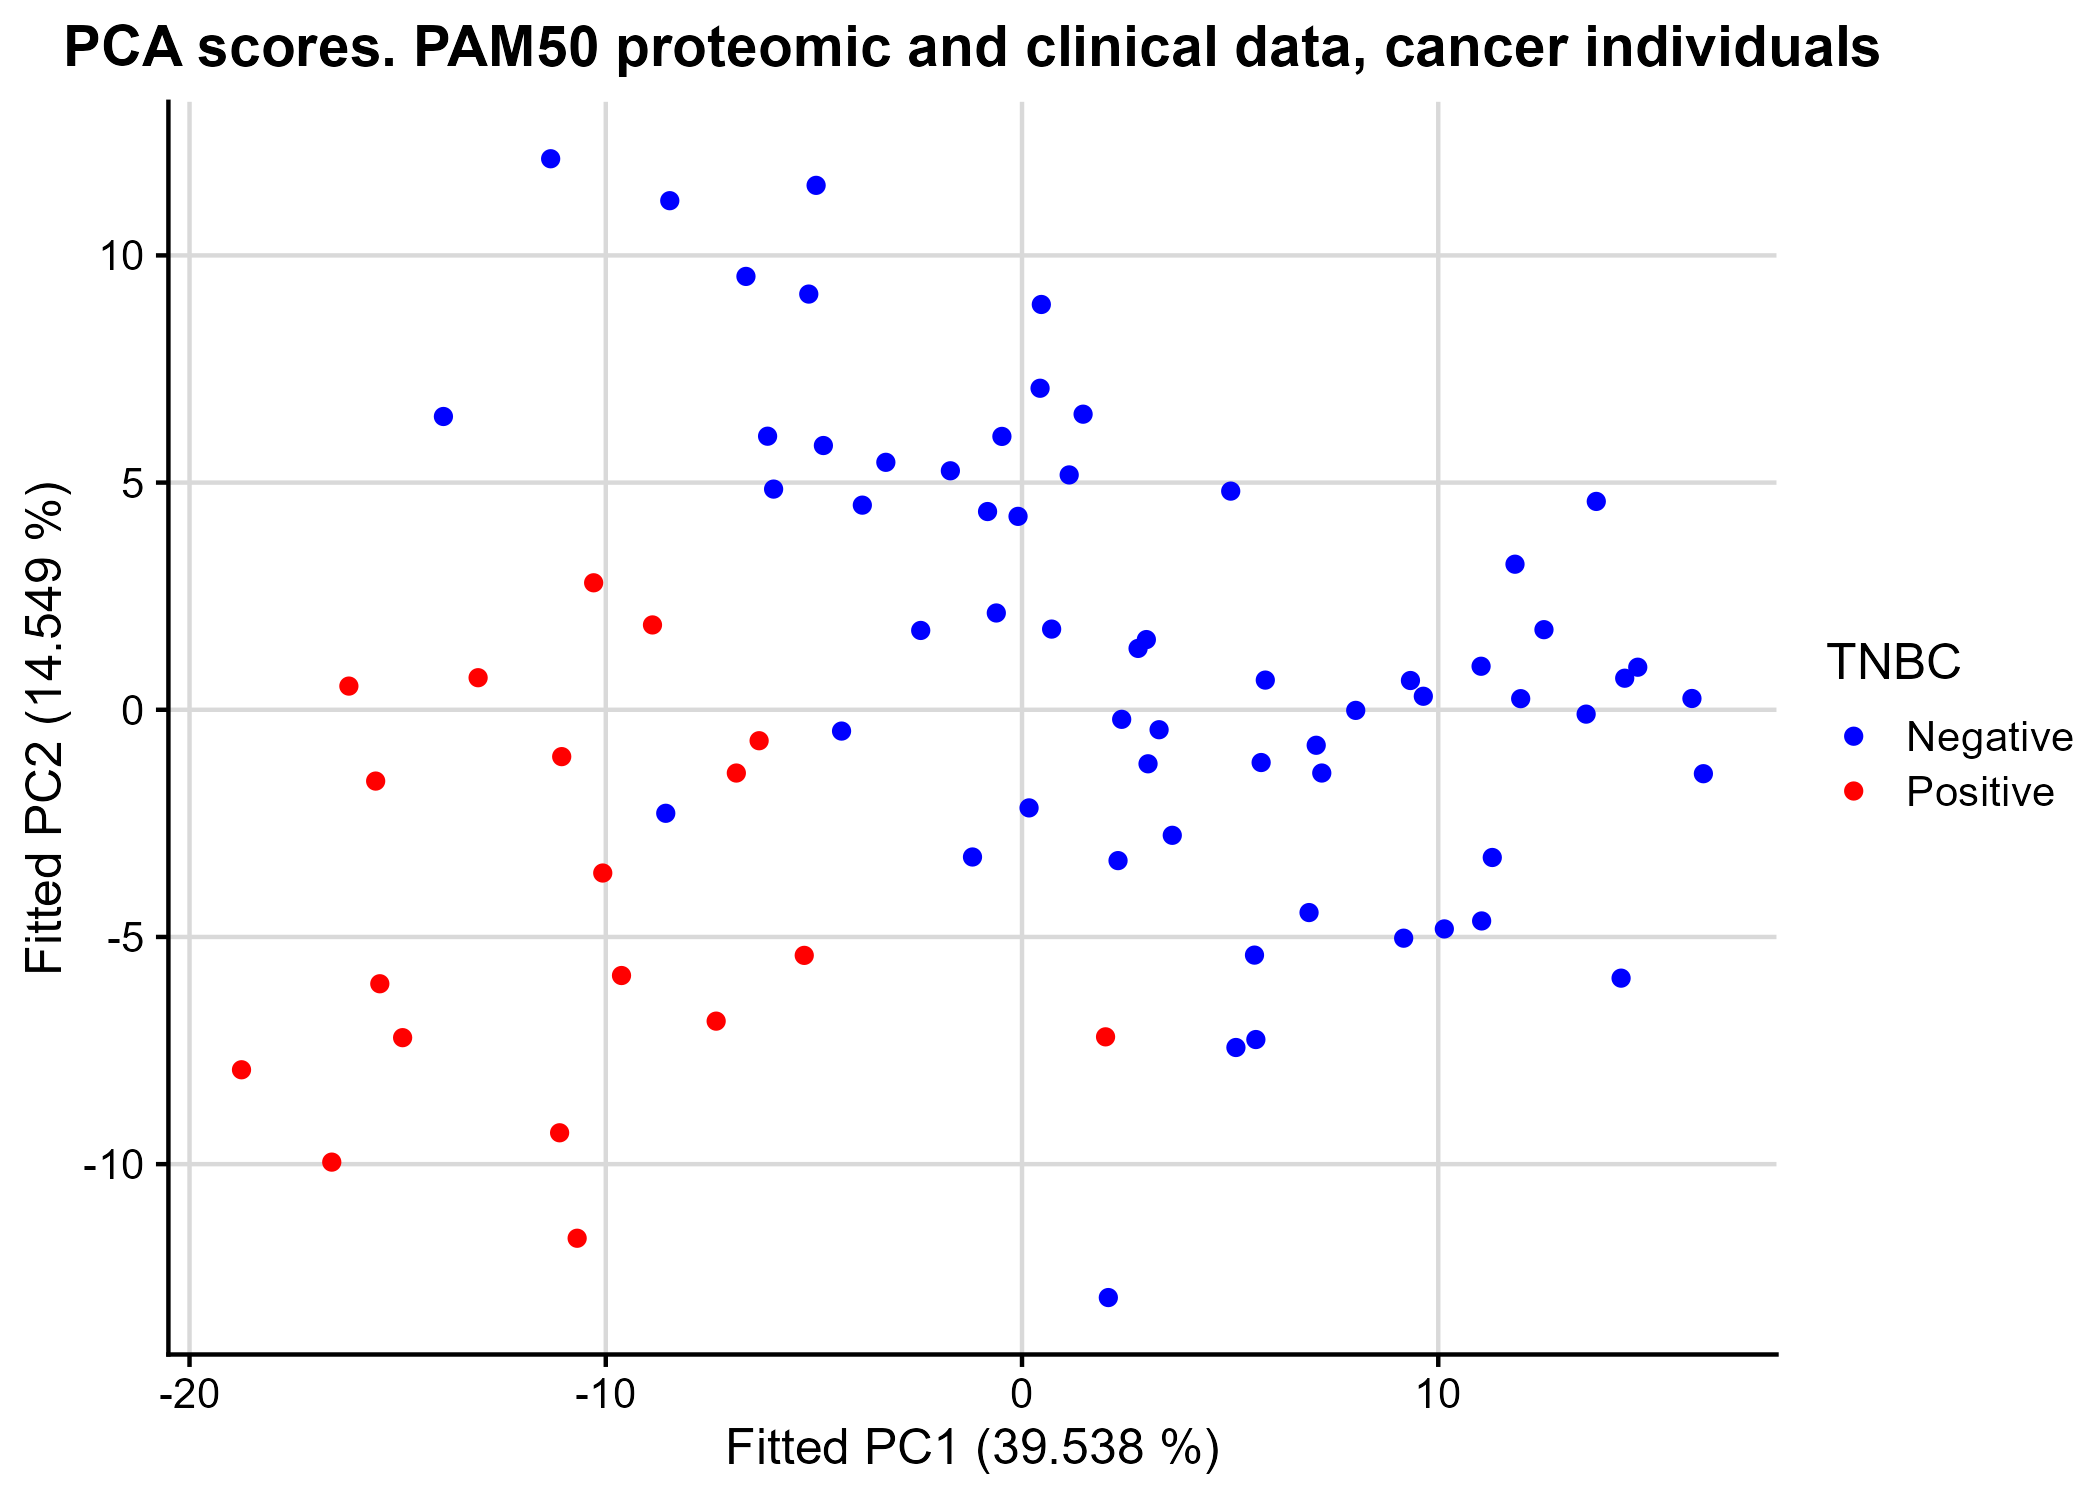 PCA scores. PAM50 proteomic and clinical data, cancer individuals
Fitted PC2 (14.549 %)
10
5
0
-5
-10
-20
-10
0
10
Fitted PC1 (39.538 %)
TNBC
Negative
Positive